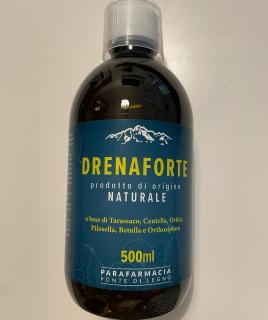 DRENAFORTE
prodotto di origine
NATURALE
a base di Tarassaco, Centella, Ortica,
Pilosella, Betulla e Orthosiphon
500ml
PARAFARMACIA
PONTE DI LEGNO